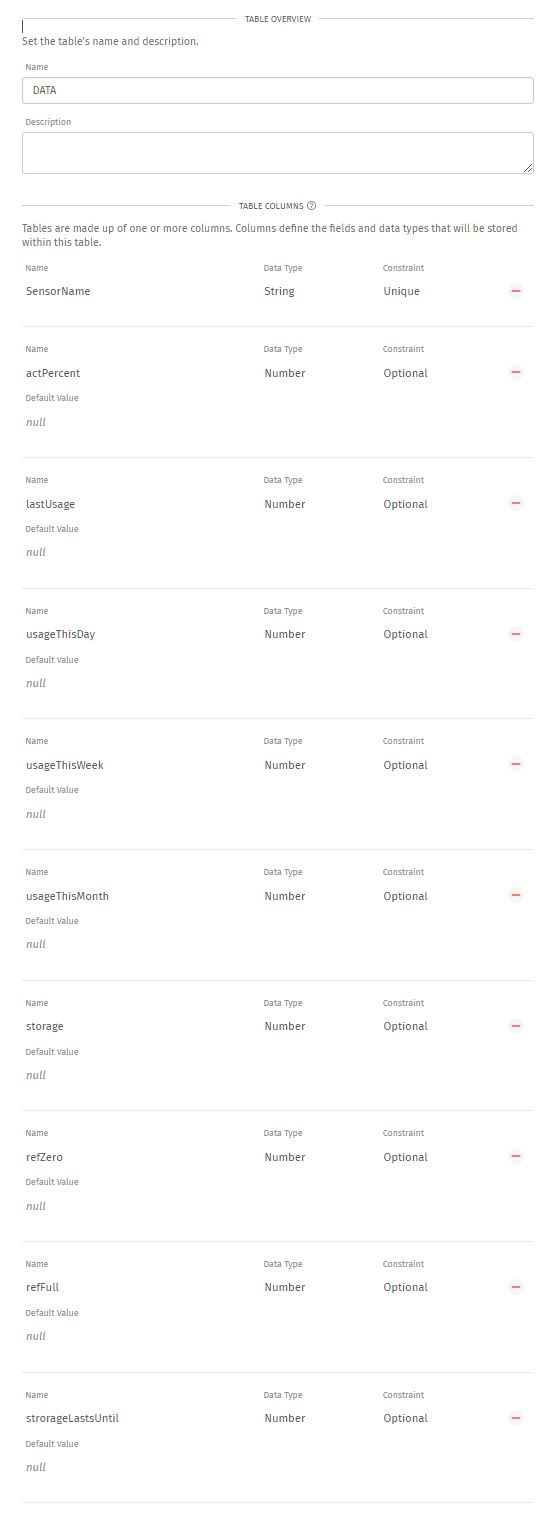 TABLE OVERVIEW
Set the table's name and description.
Name
DATA
Description
TABLE COLUMNS ?
Tables are made up of one or more columns. Columns define the fields and data types that will be stored
within this table.
Name Data Type Constraint
SensorName String Unique
Name Data Type Constraint
actPercent Number Optional
Default Value
null
Name Data Type Constraint
lastUsage Number Optional
Default Value
null
Name Data Type Constraint
usageThisDay Number Optional
Default Value
null
Name Data Type Constraint
usageThisWeek Number Optional
Default Value
null
Name Data Type Constraint
usageThisMonth Number Optional
Default Value
null
Name Data Type Constraint
storage Number Optional
Default Value
null
Name Data Type Constraint
refZero Number Optional
Default Value
null
Name Data Type Constraint
refFull Number Optional
Default Value
null
Name Data Type Constraint
strorageLastsUntil Number Optional
Default Value
null